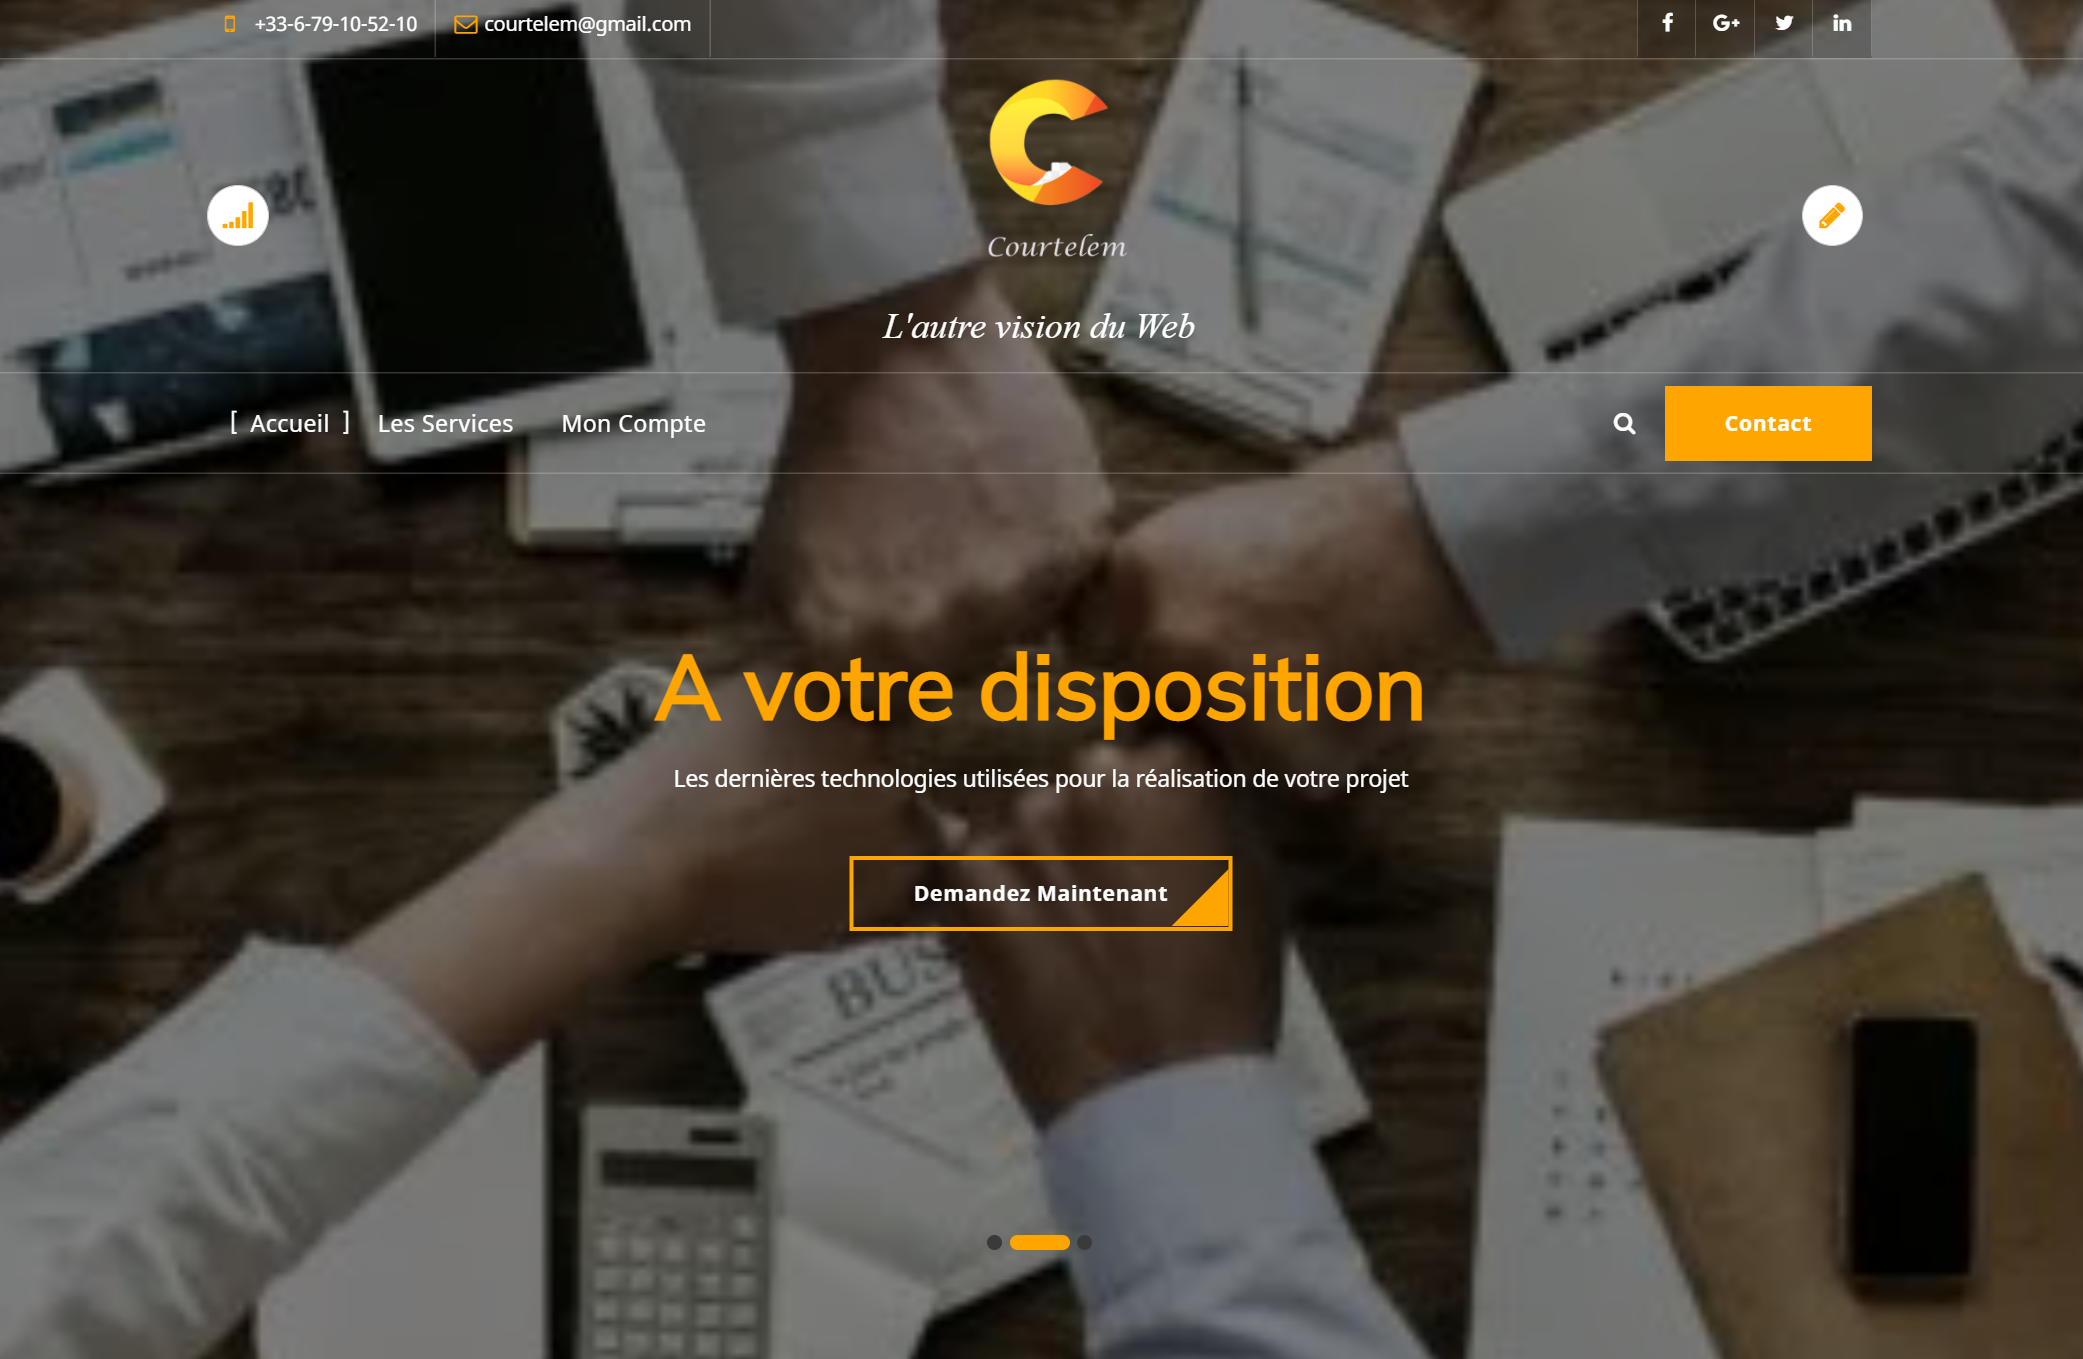 +33-6-79-10-52-10
courtelem@gmail.com
Courtelem
L'autre vision du Web
[ Accueil ]
Les Services
Mon Compte
Contact
A votre disposition
Les dernières technologies utilisées pour la réalisation de votre projet
Demandez Maintenant
BUS